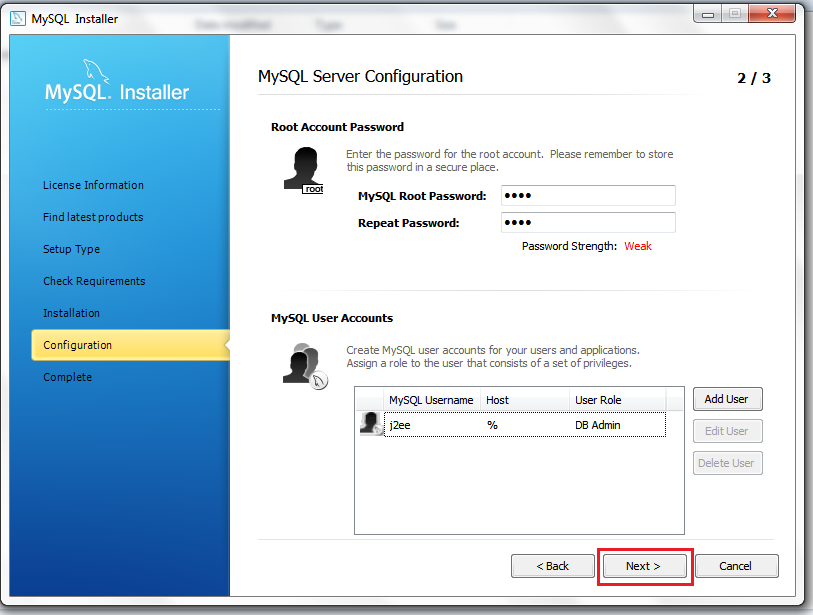 MySQL Installer
MySQL Installer
License Information
Find latest products
Setup Type
Check Requirements
Installation
Configuration
Complete
MySQL Server Configuration
2 / 3
Root Account Password
root
Enter the password for the root account. Please remember to store
this password in a secure place.
MySQL Root Password: ••••
Repeat Password: ••••
Password Strength: Weak
MySQL User Accounts
Create MySQL user accounts for your users and applications.
Assign a role to the user that consists of a set of privileges.
MySQL Username Host User Role
j2ee % DB Admin
Add User
Edit User
Delete User
< Back Next > Cancel